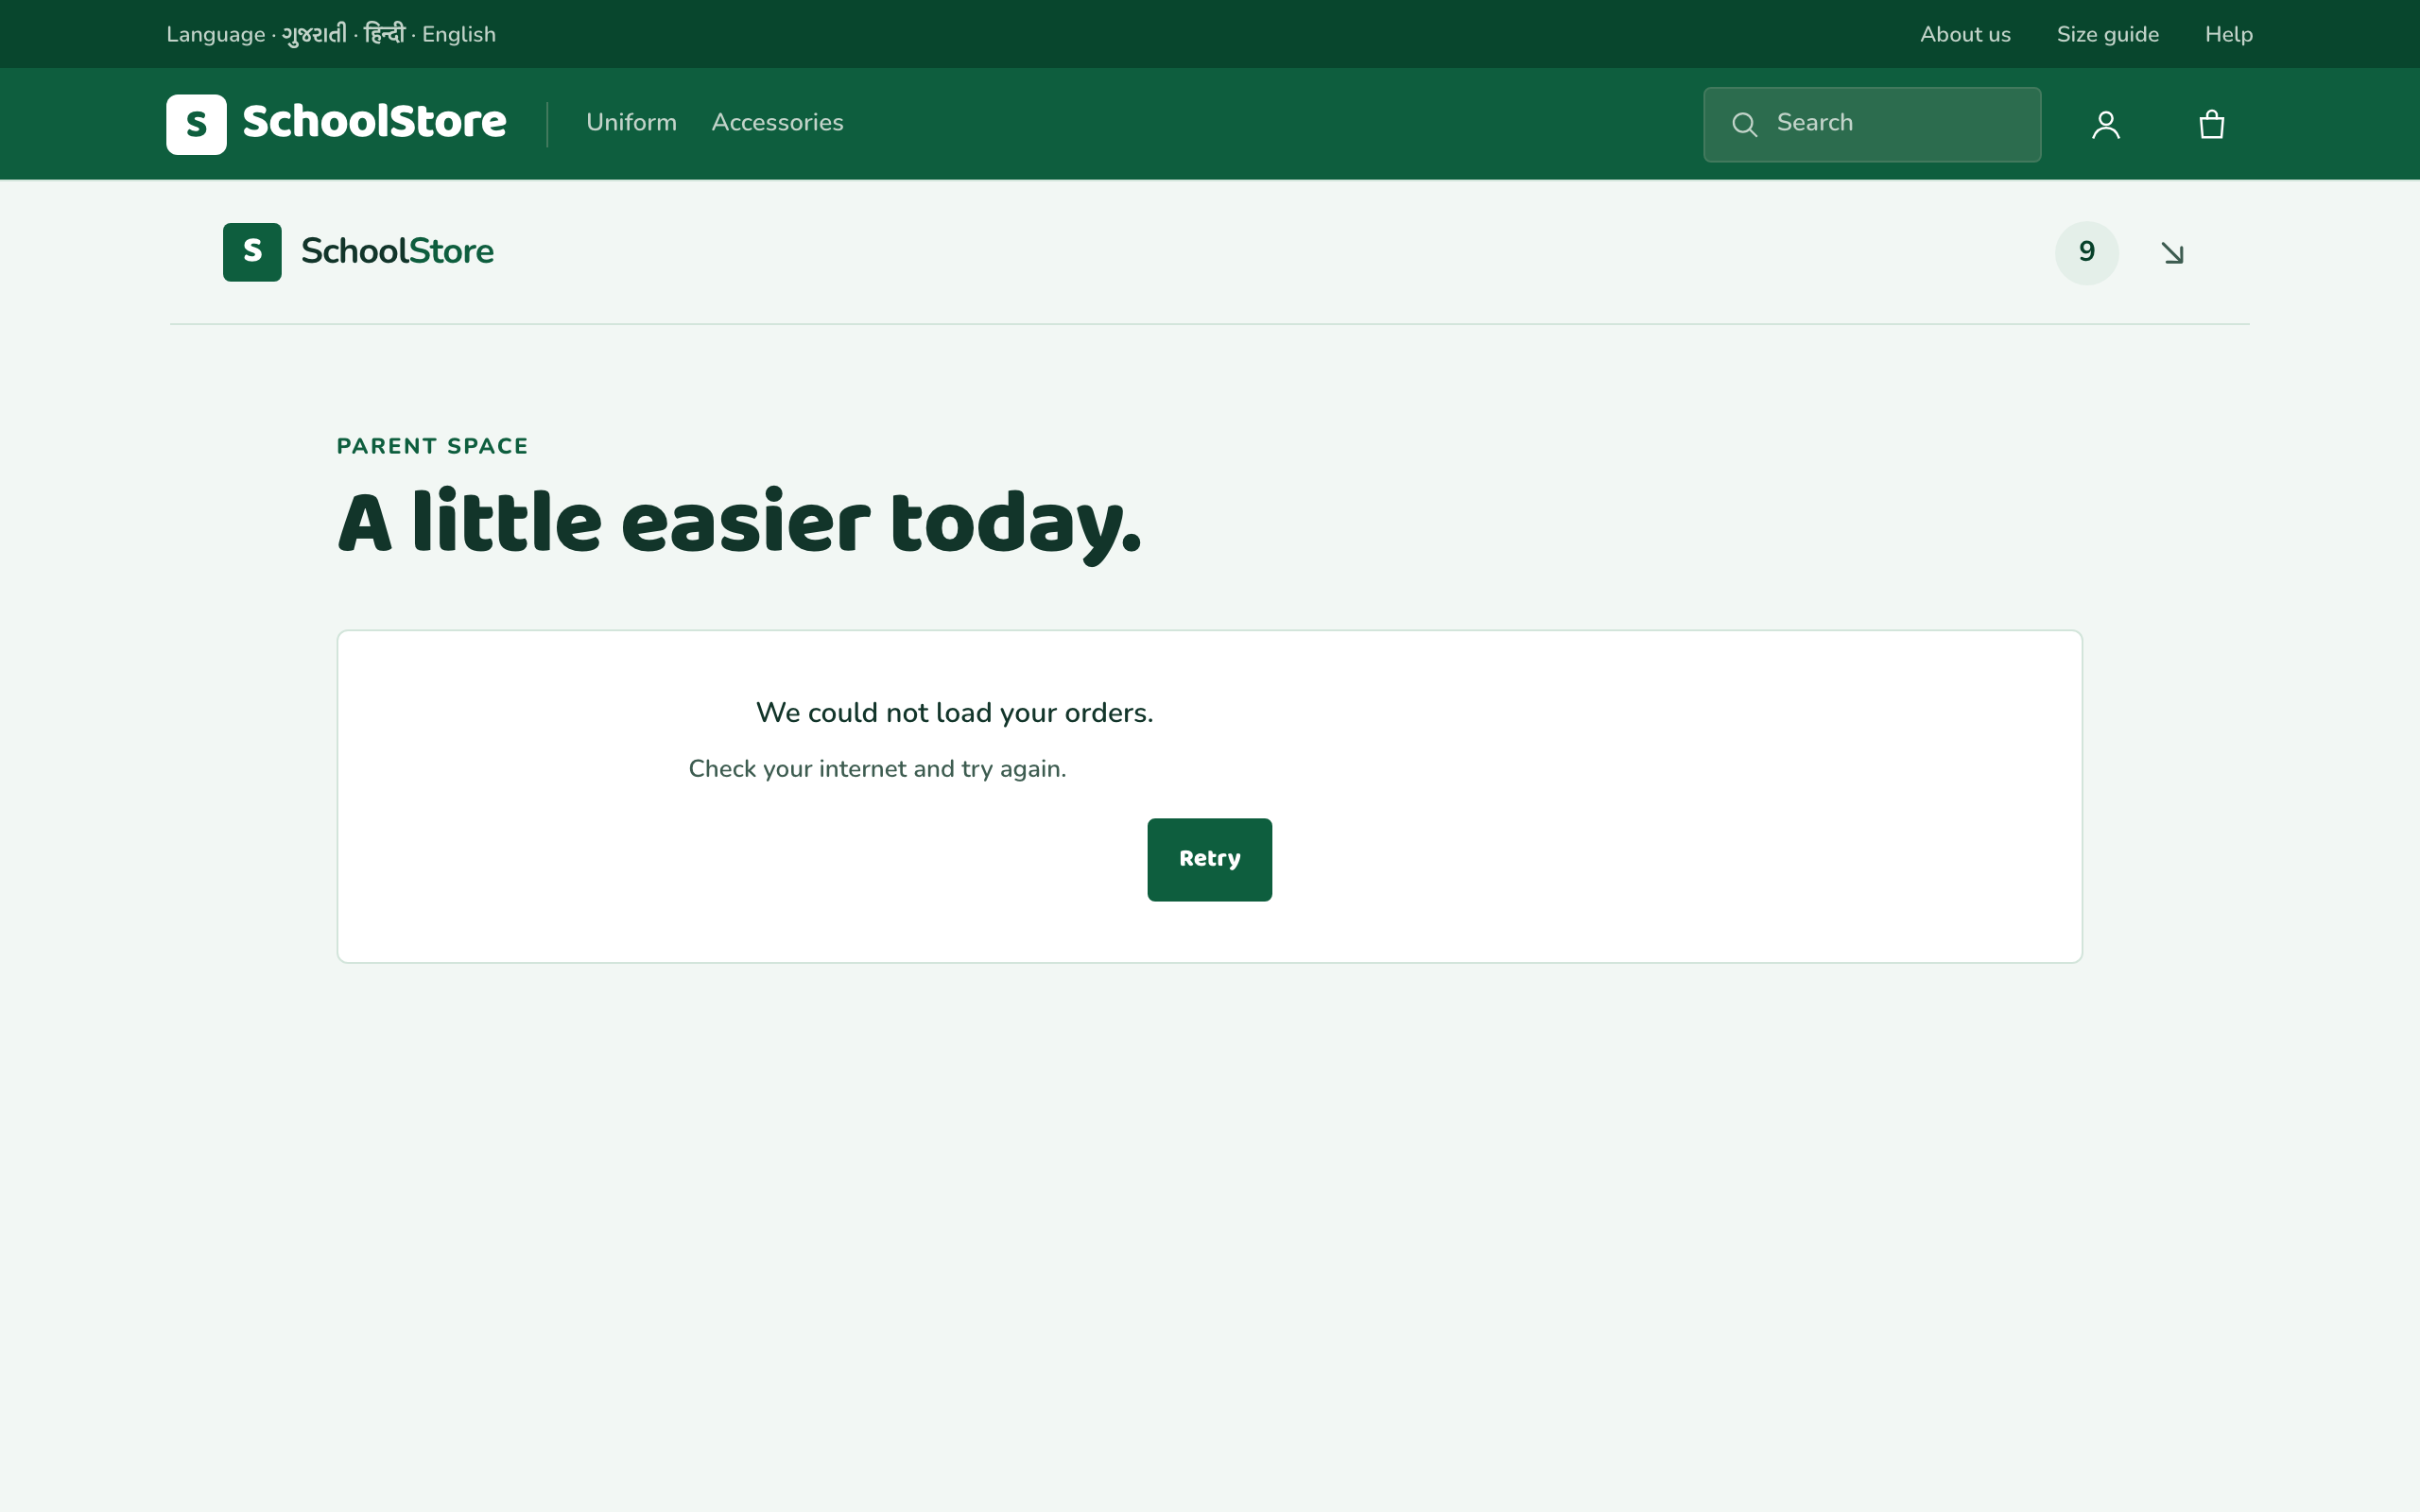 Language · ગુજરાતી · हिन्दी · English
About us Size guide Help
S SchoolStore Uniform Accessories Search
S SchoolStore 9
PARENT SPACE
A little easier today.
We could not load your orders.
Check your internet and try again.
Retry